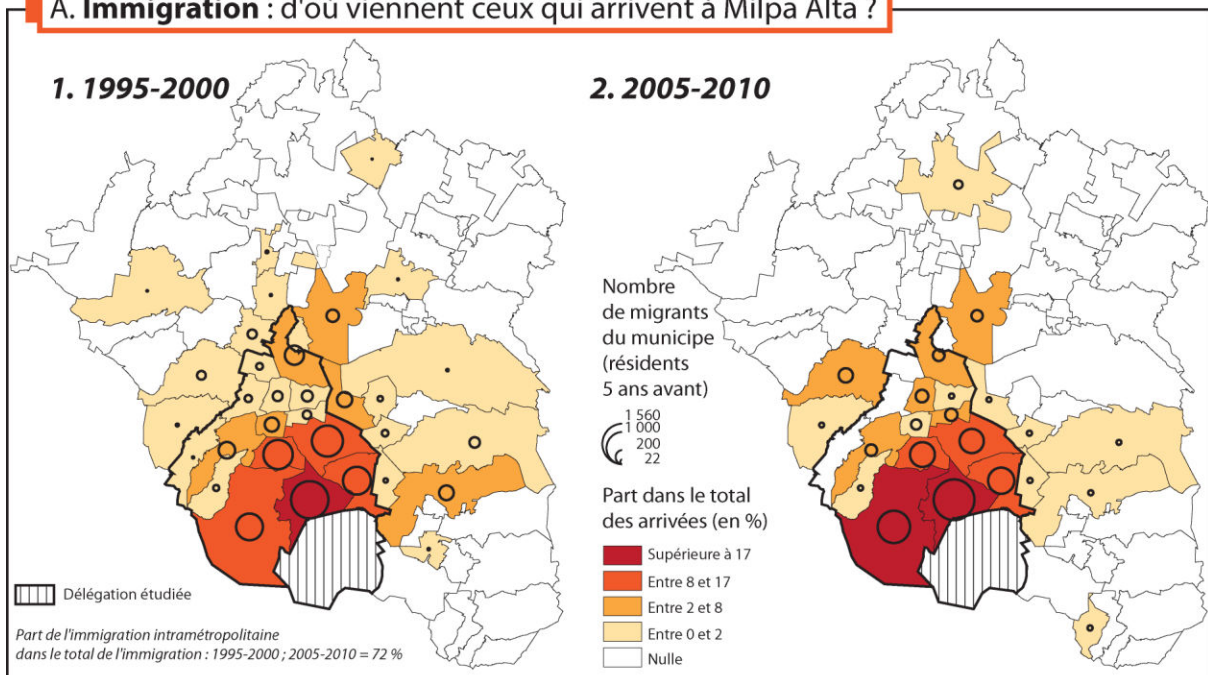 A. Immigration : d'où viennent ceux qui arrivent à Milpa Alta ?
1. 1995-2000
2. 2005-2010
Nombre
de migrants
du municipe
(résidents
5 ans avant)
1 560
1 000
200
22
Part dans le total
des arrivées (en %)
Supérieure à 17
Entre 8 et 17
Entre 2 et 8
Entre 0 et 2
Nulle
Délégation étudiée
Part de l'immigration intramétropolitaine
dans le total de l'immigration : 1995-2000 ; 2005-2010 = 72 %